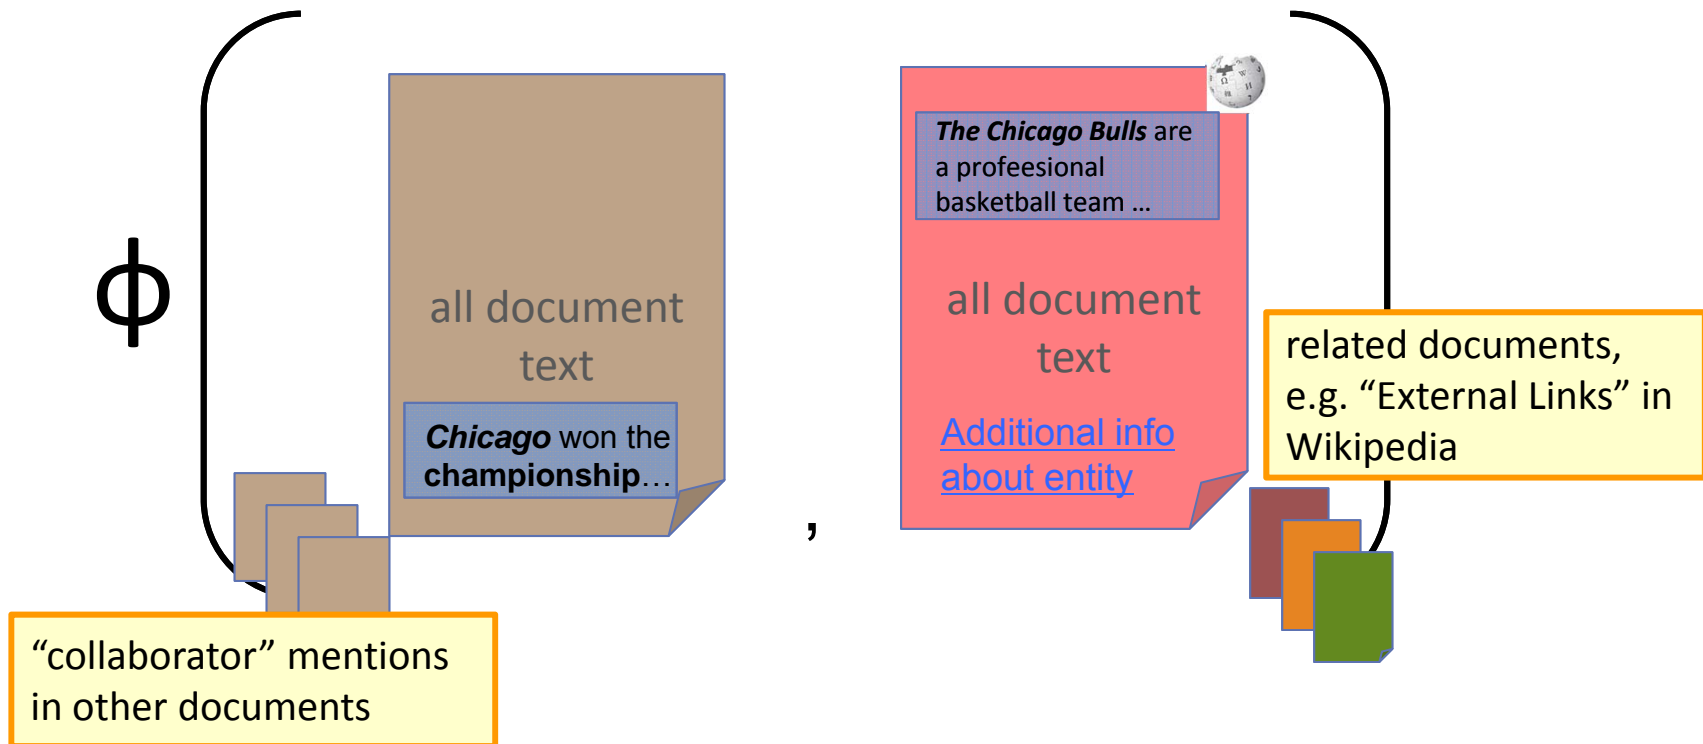 ф
all document
text
Chicago won the
championship…
“collaborator” mentions
in other documents
,
The Chicago Bulls are
a profeesional
basketball team …
all document
text
Additional info
about entity
related documents,
e.g. “External Links” in
Wikipedia